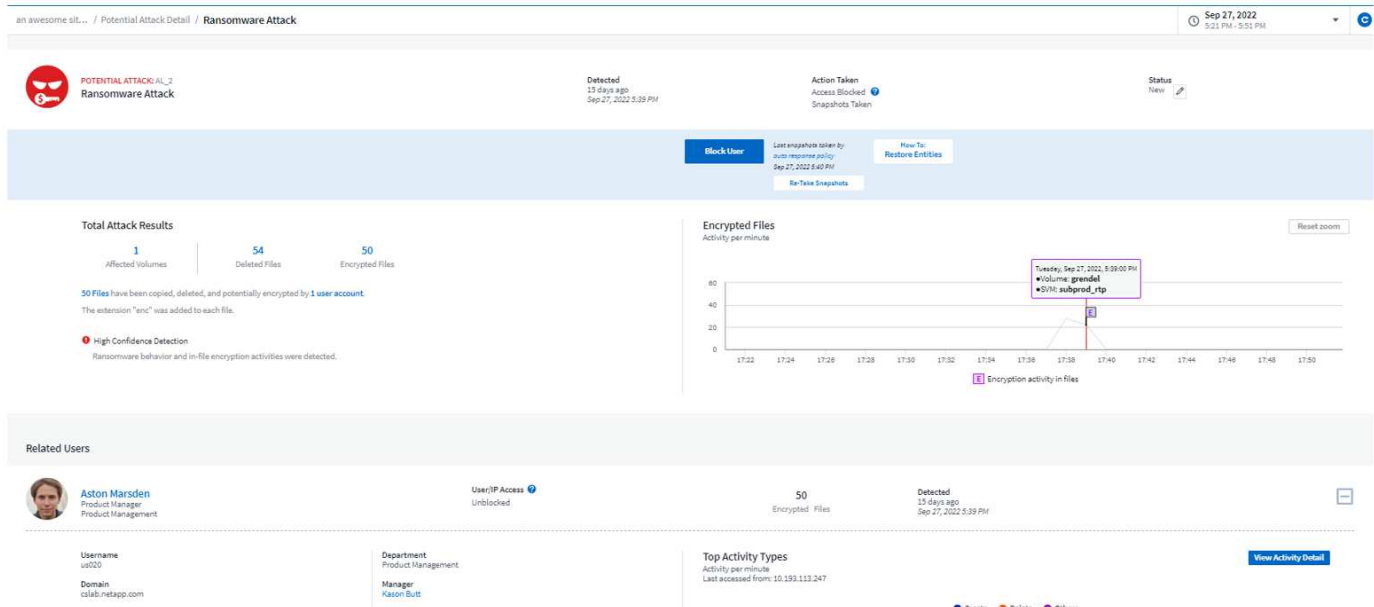 an awesome sit... / Potential Attack Detail / Ransomware Attack
Sep 27, 2022
5:21 PM - 5:51 PM
C
POTENTIAL ATTACK: AL_2
Ransomware Attack
Detected
15 days ago
Sep 27, 2022 5:39 PM
Action Taken
Access Blocked ?
Snapshots Taken
Status
New
Block User
Last snapshots taken by
auto response policy
Sep 27, 2022 5:40 PM
Re-Take Snapshots
How To:
Restore Entities
Total Attack Results
1
Affected Volumes
54
Deleted Files
50
Encrypted Files
50 Files have been copied, deleted, and potentially encrypted by 1 user account.
The extension "enc" was added to each file.
High Confidence Detection
Ransomware behavior and in-file encryption activities were detected.
Encrypted Files
Activity per minute
Reset zoom
Tuesday, Sep 27, 2022, 5:39:00 PM
●Volume: grendel
●SVM: subprod_rtp
60
40
20
0
E
17:22 17:24 17:26 17:28 17:30 17:32 17:34 17:36 17:38 17:40 17:42 17:44 17:46 17:48 17:50
E Encryption activity in files
Related Users
Aston Marsden
Product Manager
Product Management
User/IP Access ?
Unblocked
50
Encrypted Files
Detected
15 days ago
Sep 27, 2022 5:39 PM
Username
us020
Domain
cslab.netapp.com
Department
Product Management
Manager
Kason Butt
Top Activity Types
Activity per minute
Last accessed from: 10.193.113.247
View Activity Detail